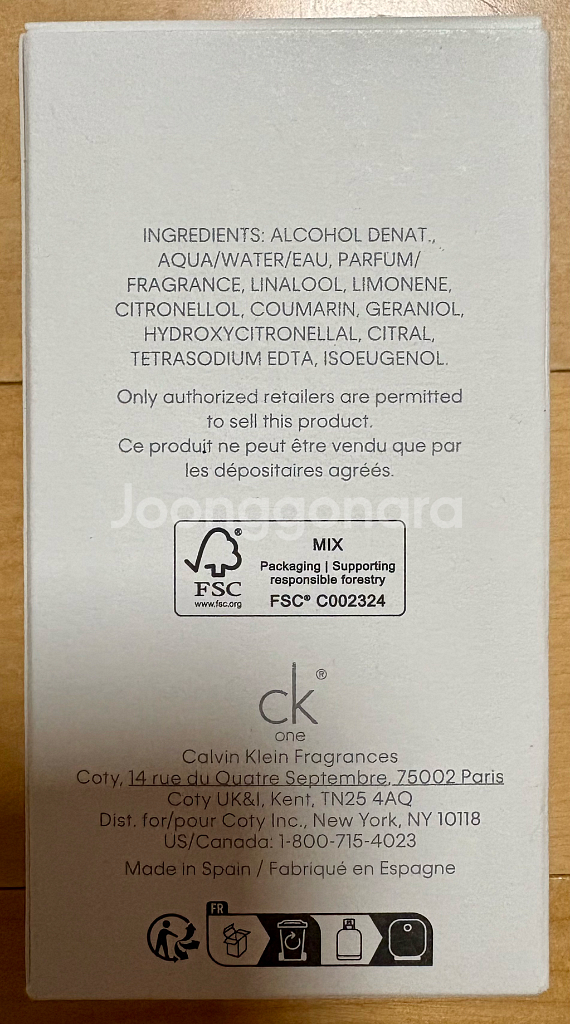 INGREDIENTS: ALCOHOL DENAT.,
AQUA/WATER/EAU, PARFUM/
FRAGRANCE, LINALOOL, LIMONENE,
CITRONELLOL, COUMARIN, GERANIOL,
HYDROXYCITRONELLAL, CITRAL,
TETRASODIUM EDTA, ISOEUGENOL.
Only authorized retailers are permitted
to sell this product.
Ce produit ne peut être vendu que par
les dépositaires agréés.
Joonggonara
®
FSC
www.fsc.org
MIX
Packaging | Supporting
responsible forestry
FSC® C002324
ck®
one
Calvin Klein Fragrances
Coty, 14 rue du Quatre Septembre, 75002 Paris
Coty UK&I, Kent, TN25 4AQ
Dist. for/pour Coty Inc., New York, NY 10118
US/Canada: 1-800-715-4023
Made in Spain / Fabriqué en Espagne
FR